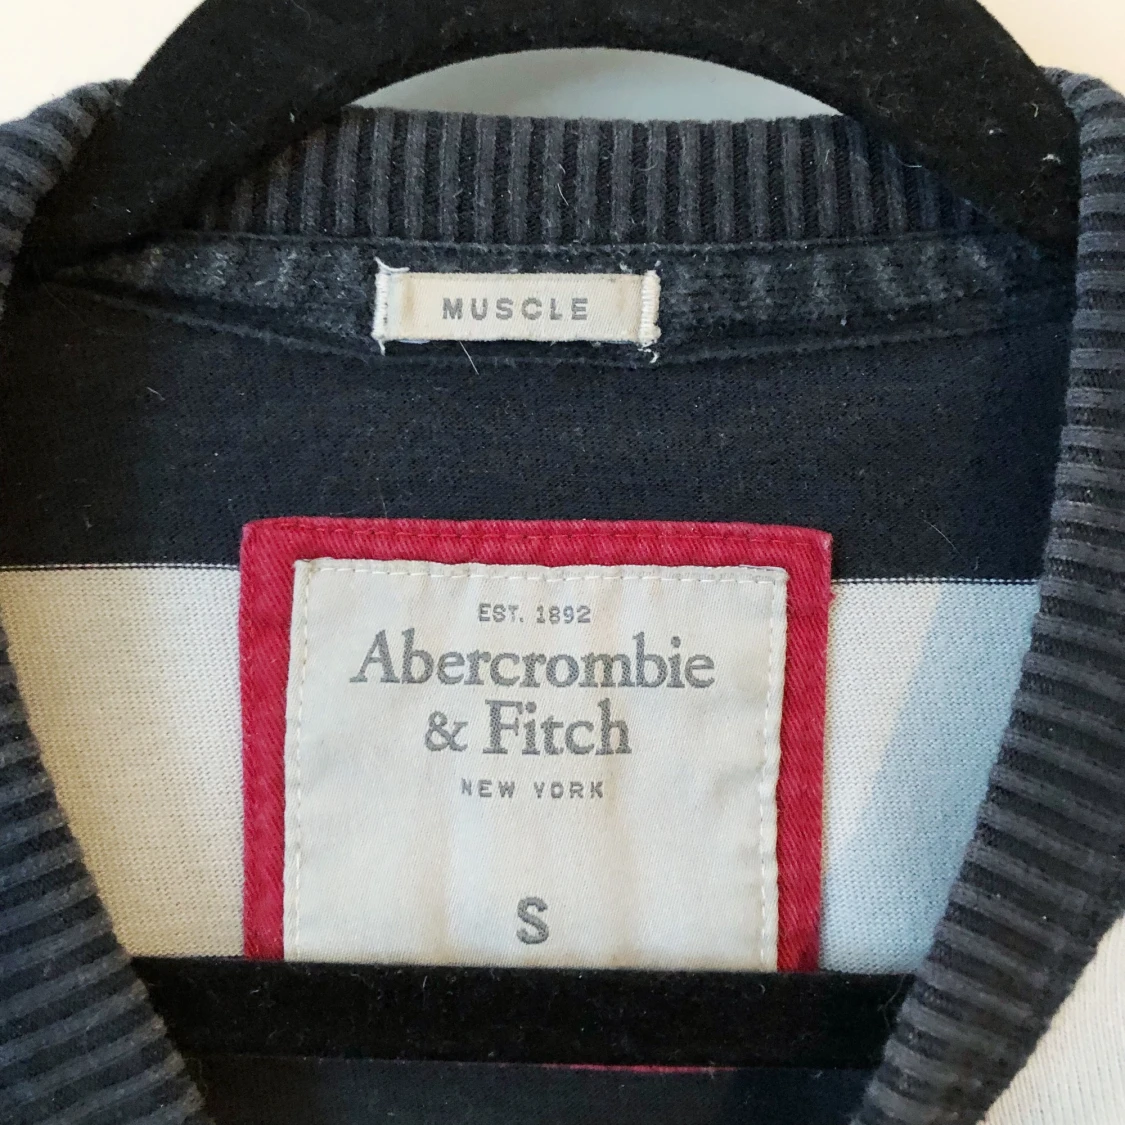 MUSCLE
EST. 1892
Abercrombie
& Fitch
NEW YORK
S